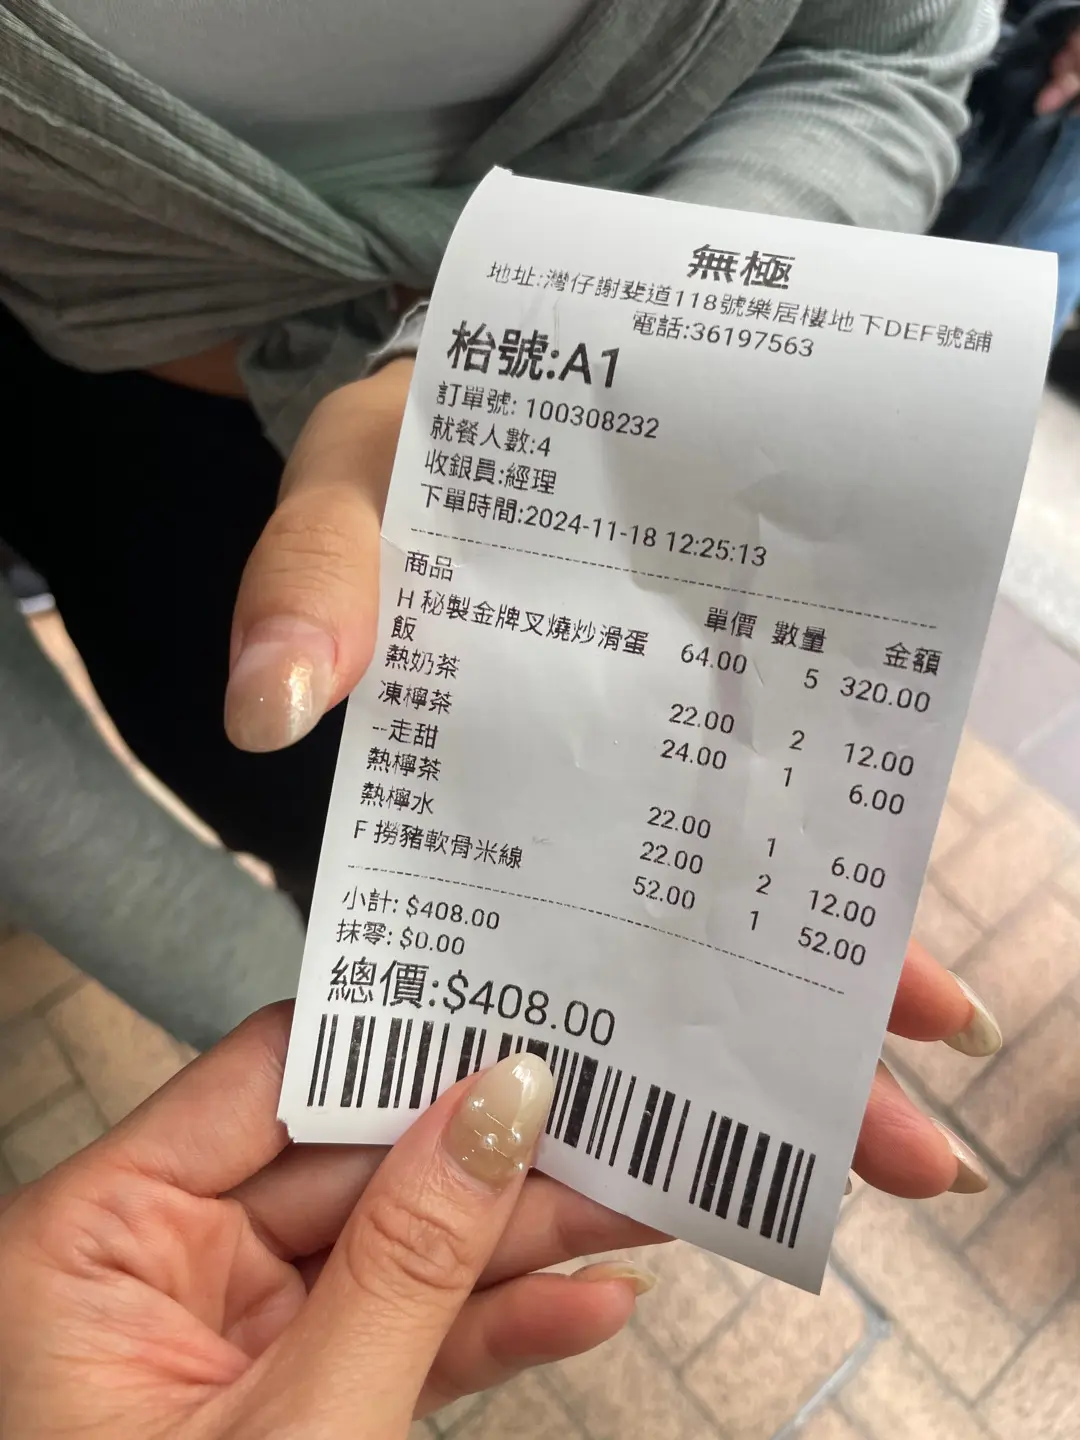 無極
地址:灣仔謝斐道118號樂居樓地下DEF號舖
電話:36197563
枱號:A1
訂單號: 100308232
就餐人數:4
收銀員:經理
下單時間:2024-11-18 12:25:13
商品 單價 數量 金額
H 秘製金牌叉燒炒滑蛋 64.00 5 320.00
飯
熱奶茶 22.00 2 12.00
凍檸茶 24.00 1 6.00
--走甜
熱檸茶 22.00 1 6.00
熱檸水 22.00 2 12.00
F 撈豬軟骨米線 52.00 1 52.00
小計: $408.00
抹零: $0.00
總價:$408.00